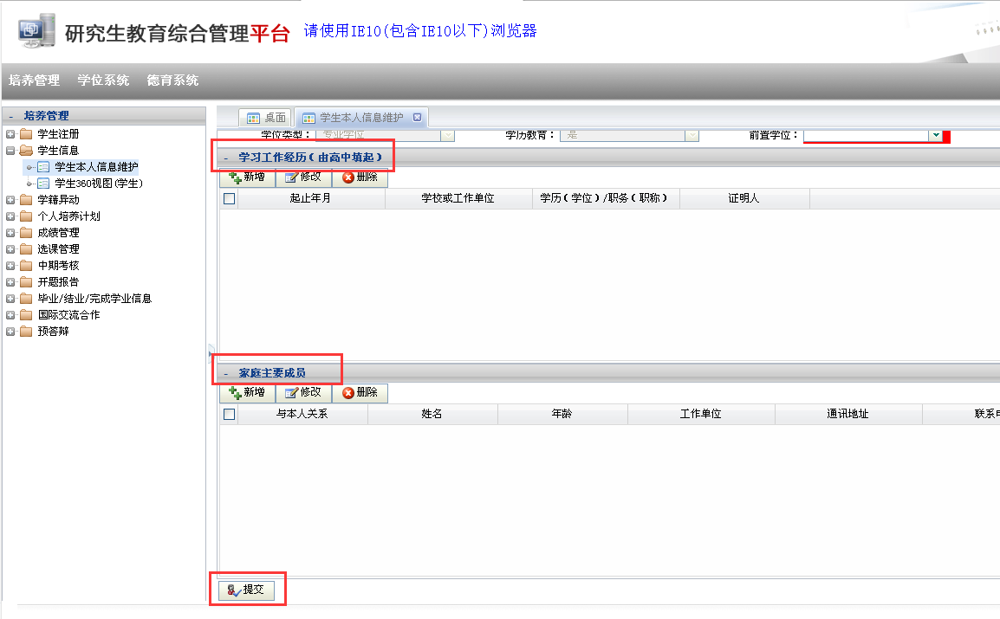 研究生教育综合管理平台 请使用IE10(包含IE10以下)浏览器
培养管理 学位系统 德育系统
- 培养管理
学生注册
学生信息
学生本人信息维护
学生360视图(学生)
学籍异动
个人培养计划
成绩管理
选课管理
中期考核
开题报告
毕业/结业/完成学业信息
国际交流合作
预答辩
桌面 学生本人信息维护
学位类型： 专业学位 学历教育： 是 前置学位：
- 学习工作经历(由高中填起)
新增 修改 删除
起止年月 学校或工作单位 学历(学位)/职务(职称) 证明人
- 家庭主要成员
新增 修改 删除
与本人关系 姓名 年龄 工作单位 通讯地址 联系
提交